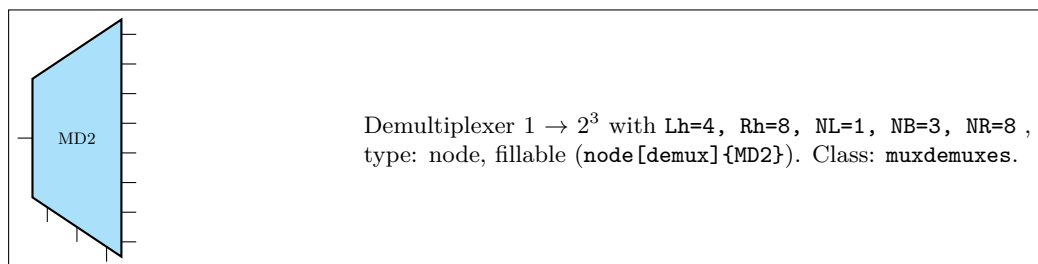 MD2
Demultiplexer 1 → 2³ with Lh=4, Rh=8, NL=1, NB=3, NR=8 ,
type: node, fillable (node[demux]{MD2}). Class: muxdemuxes.